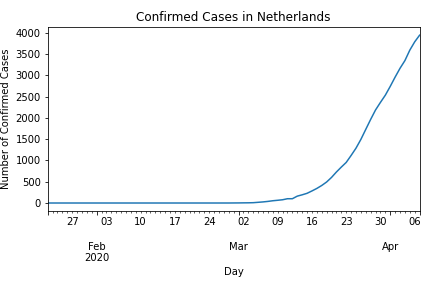 Confirmed Cases in Netherlands
Number of Confirmed Cases
4000
3500
3000
2500
2000
1500
1000
500
0
27 03 10 17 24 02 09 16 23 30 06
Feb Mar Apr
2020
Day